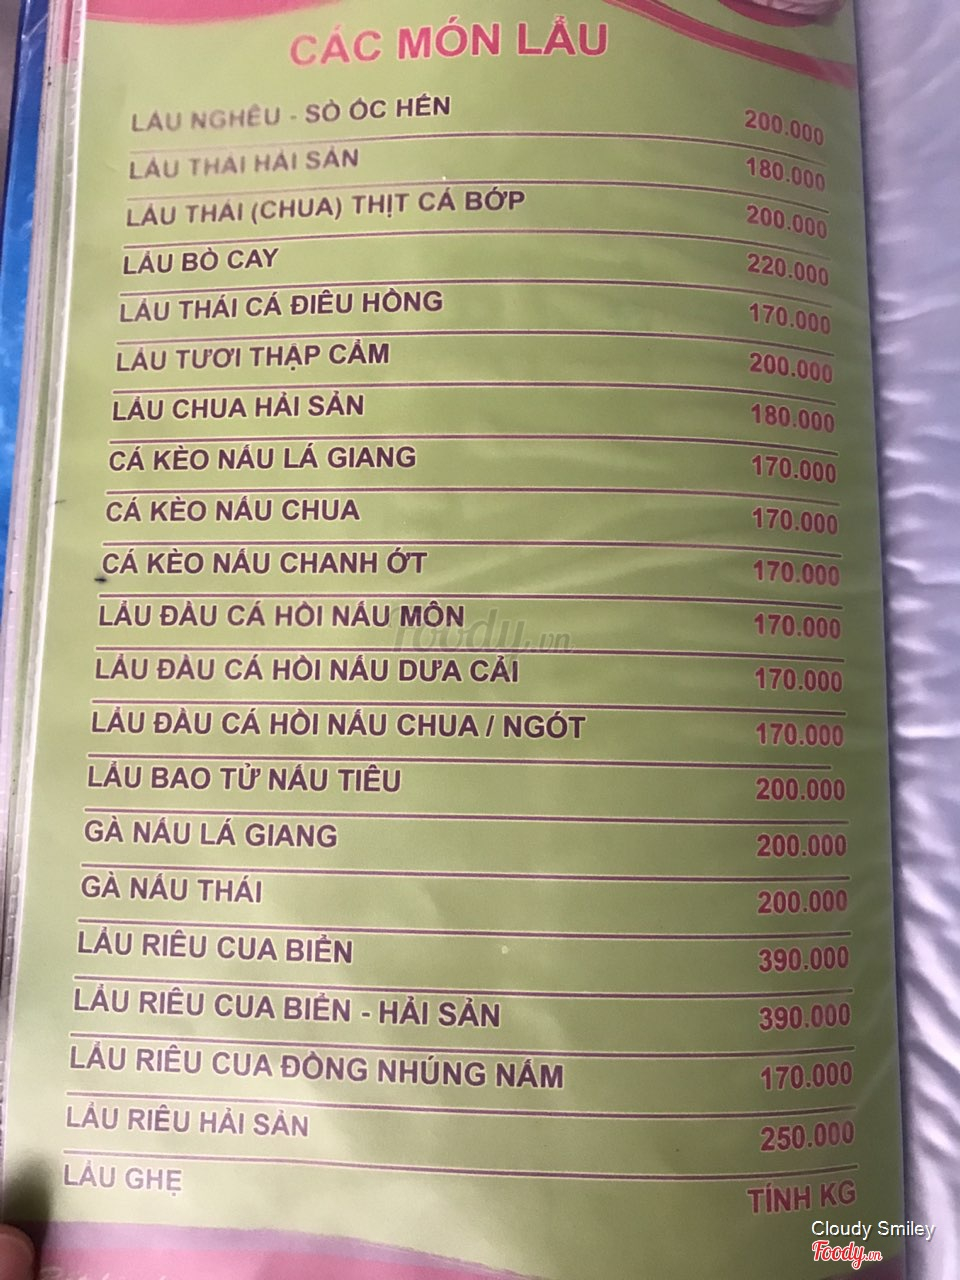 CÁC MÓN LẨU
LẨU NGHÊU - SÒ ỐC HẾN 200.000
LẨU THÁI HẢI SẢN 180.000
LẨU THÁI (CHUA) THỊT CÁ BỚP 200.000
LẨU BÒ CAY 220.000
LẨU THÁI CÁ ĐIÊU HỒNG 170.000
LẨU TƯƠI THẬP CẨM 200.000
LẨU CHUA HẢI SẢN 180.000
CÁ KÈO NẤU LÁ GIANG 170.000
CÁ KÈO NẤU CHUA 170.000
CÁ KÈO NẤU CHANH ỚT 170.000
LẨU ĐẦU CÁ HỒI NẤU MÔN 170.000
LẨU ĐẦU CÁ HỒI NẤU DƯA CẢI 170.000
LẨU ĐẦU CÁ HỒI NẤU CHUA / NGÓT 170.000
LẨU BAO TỬ NẤU TIÊU 200.000
GÀ NẤU LÁ GIANG 200.000
GÀ NẤU THÁI 200.000
LẨU RIÊU CUA BIỂN 390.000
LẨU RIÊU CUA BIỂN - HẢI SẢN 390.000
LẨU RIÊU CUA ĐỒNG NHÚNG NẤM 170.000
LẨU RIÊU HẢI SẢN 250.000
LẨU GHẸ TÍNH KG
Foody.vn
Cloudy Smiley
Foody.vn